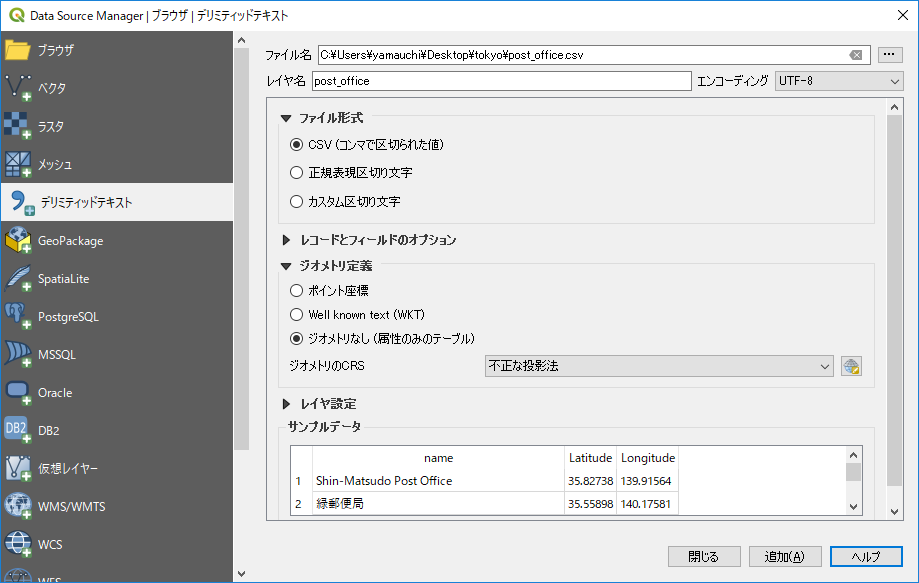 Data Source Manager | ブラウザ | デリミティッドテキスト
ブラウザ
ベクタ
ラスタ
メッシュ
デリミティッドテキスト
GeoPackage
SpatiaLite
PostgreSQL
MSSQL
Oracle
DB2
DB2
仮想レイヤー
WMS/WMTS
WCS
WFS
ファイル名 C:¥Users¥yamauchi¥Desktop¥tokyo¥post_office.csv ...
レイヤ名 post_office エンコーディング UTF-8
ファイル形式
CSV (コンマで区切られた値)
正規表現区切り文字
カスタム区切り文字
レコードとフィールドのオプション
ジオメトリ定義
ポイント座標
Well known text (WKT)
ジオメトリなし (属性のみのテーブル)
ジオメトリのCRS 不正な投影法
レイヤ設定
サンプルデータ
name Latitude Longitude
1 Shin-Matsudo Post Office 35.82738 139.91564
2 緑郵便局 35.55898 140.17581
閉じる 追加(A) ヘルプ